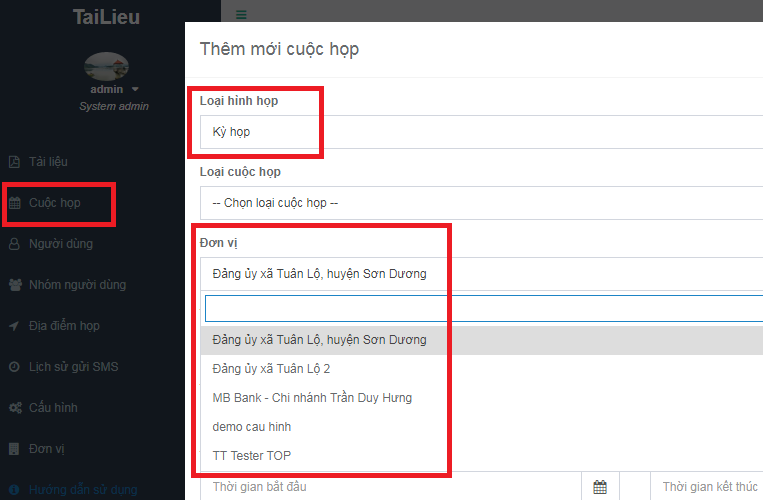 TaiLieu
admin
System admin
Tài liệu
Cuộc họp
Người dùng
Nhóm người dùng
Địa điểm họp
Lịch sử gửi SMS
Cấu hình
Đơn vị
Hướng dẫn sử dụng
Thêm mới cuộc họp
Loại hình họp
Kỳ họp
Loại cuộc họp
-- Chọn loại cuộc họp --
Đơn vị
Đảng ủy xã Tuân Lộ, huyện Sơn Dương
Đảng ủy xã Tuân Lộ, huyện Sơn Dương
Đảng ủy xã Tuân Lộ 2
MB Bank - Chi nhánh Trần Duy Hưng
demo cau hinh
TT Tester TOP
Thời gian bắt đầu
Thời gian kết thúc